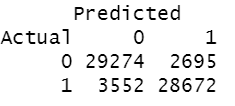 Predicted
Actual 0 1
0 29274 2695
1 3552 28672